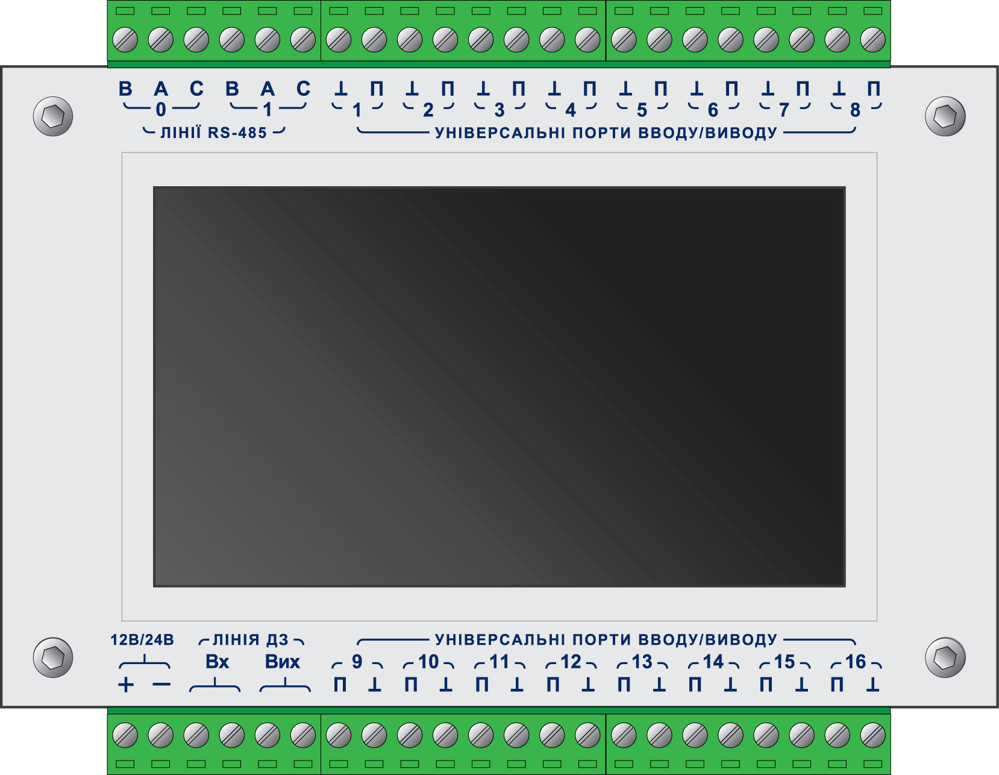 В А С В А С ⊥ П ⊥ П ⊥ П ⊥ П ⊥ П ⊥ П ⊥ П ⊥ П
0 1 1 2 3 4 5 6 7 8
ЛІНІЇ RS-485 УНІВЕРСАЛЬНІ ПОРТИ ВВОДУ/ВИВОДУ
12В/24В ЛІНІЯ ДЗ УНІВЕРСАЛЬНІ ПОРТИ ВВОДУ/ВИВОДУ
Вх Вих 9 10 11 12 13 14 15 16
+ − П ⊥ П ⊥ П ⊥ П ⊥ П ⊥ П ⊥ П ⊥ П ⊥